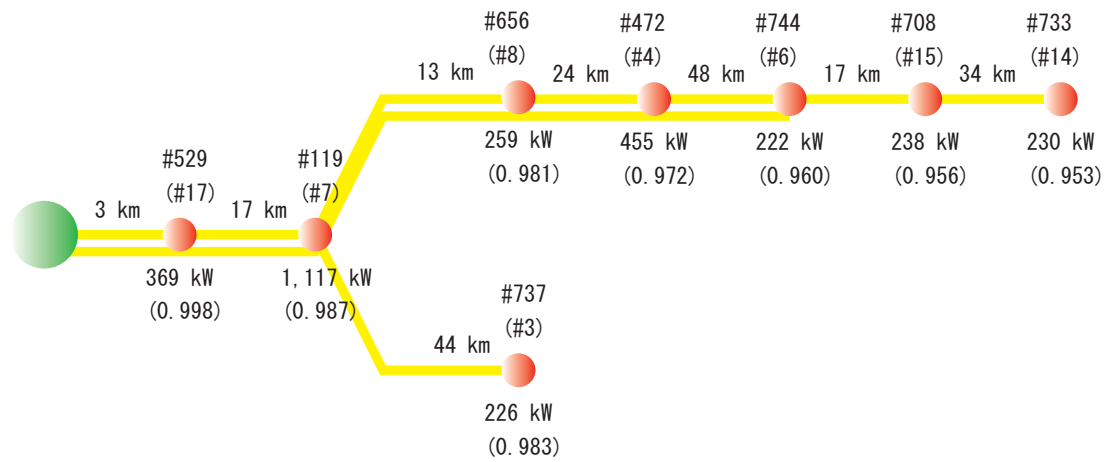 #656
(#8)
#472
(#4)
#744
(#6)
#708
(#15)
#733
(#14)
13 km
24 km
48 km
17 km
34 km
259 kW
(0.981)
455 kW
(0.972)
222 kW
(0.960)
238 kW
(0.956)
230 kW
(0.953)
#529
(#17)
#119
(#7)
3 km
17 km
369 kW
(0.998)
1,117 kW
(0.987)
#737
(#3)
44 km
226 kW
(0.983)